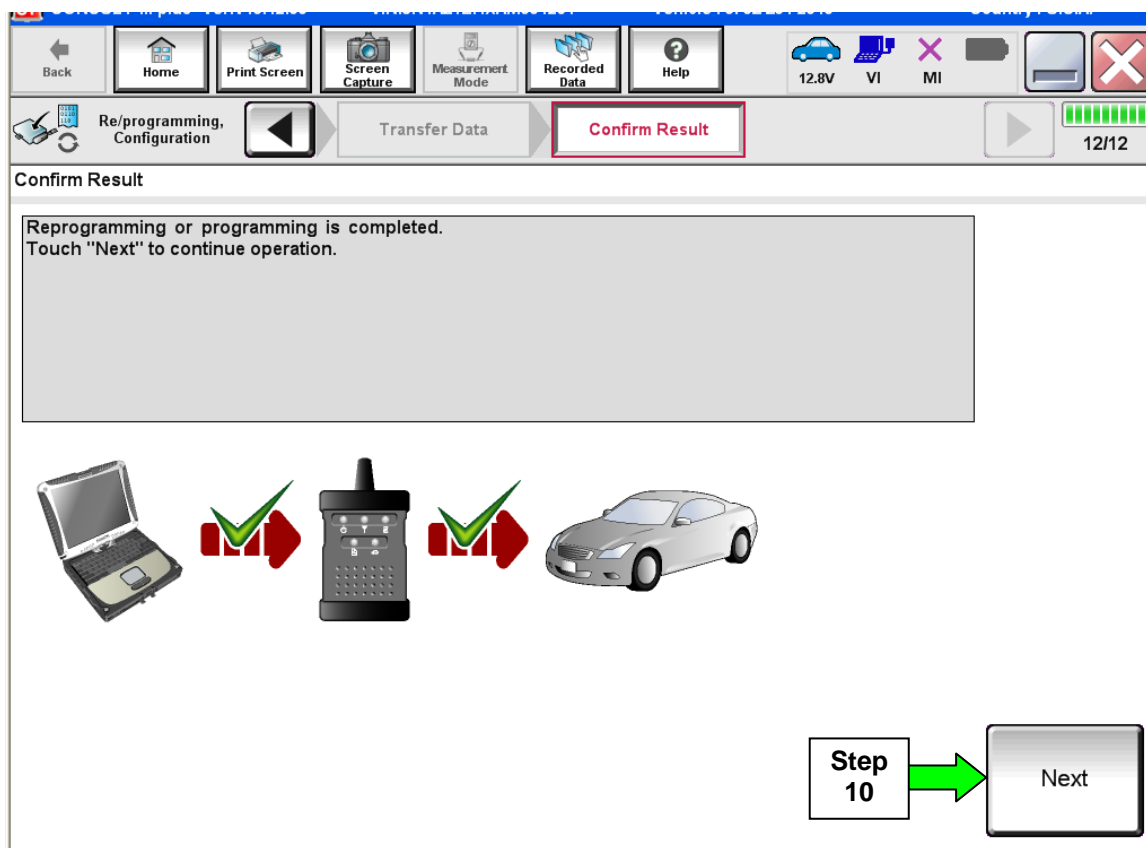 Back
Home
Print Screen
Screen
Capture
Measurement
Mode
Recorded
Data
Help
12.8V
VI
MI
Re/programming,
Configuration
Transfer Data
Confirm Result
12/12
Confirm Result
Reprogramming or programming is completed.
Touch "Next" to continue operation.
Step
10
Next